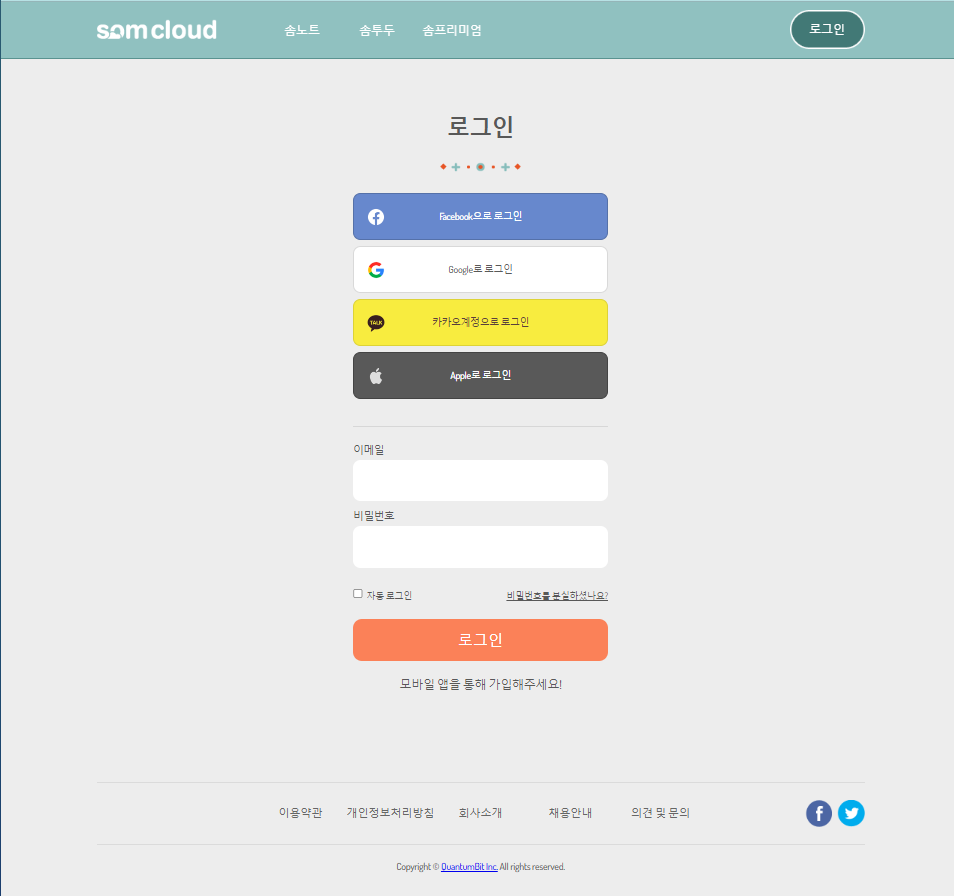 som cloud
솜노트 솜투두 솜프리미엄 로그인
로그인
Facebook으로 로그인
Google로 로그인
TALK
카카오계정으로 로그인
Apple로 로그인
이메일
비밀번호
자동 로그인 비밀번호를 분실하셨나요?
로그인
모바일 앱을 통해 가입해주세요!
이용약관 개인정보처리방침 회사소개 채용안내 의견 및 문의
Copyright © QuantumBit Inc. All rights reserved.